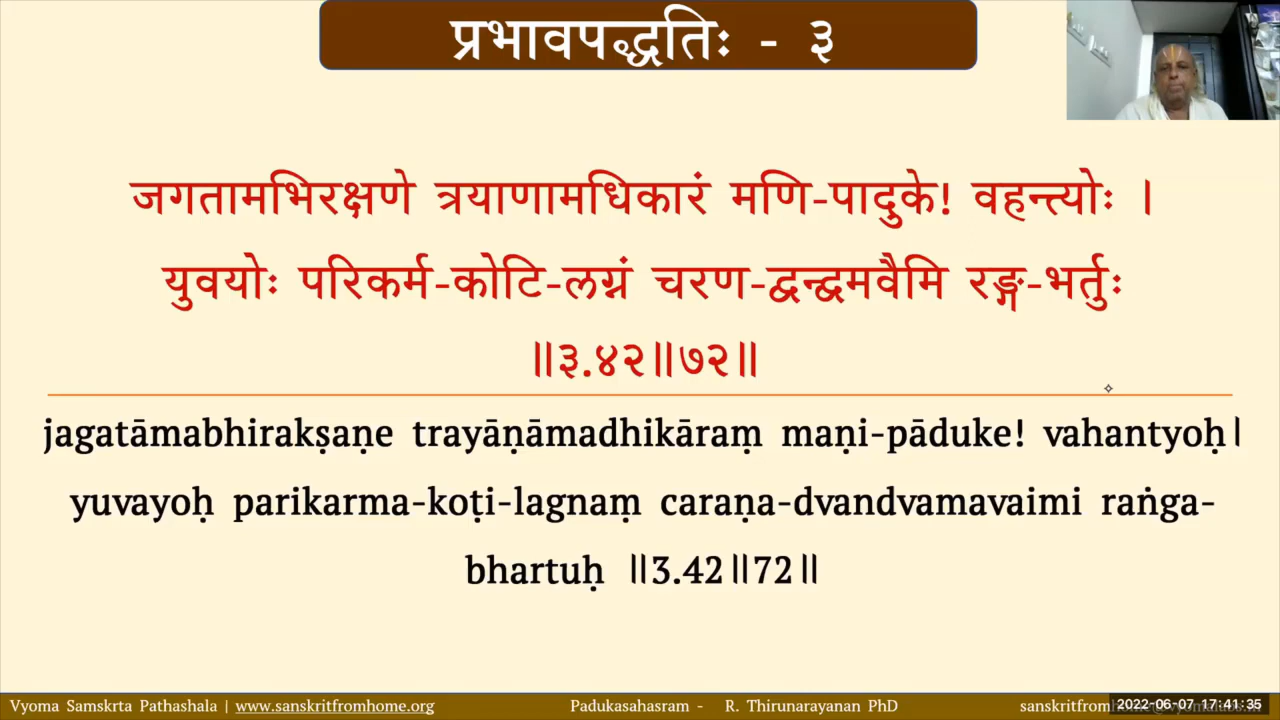 प्रभावपद्धतिः - ३
जगतामभिरक्षणे त्रयाणामधिकारं मणि-पादुके! वहन्त्योः ।
युवयोः परिकर्म-कोटि-लग्नं चरण-द्वन्द्वमवैमि रङ्ग-भर्तुः
॥३.४२॥७२॥
jagatāmabhirakṣaṇe trayāṇāmadhikāraṃ maṇi-pāduke! vahantyoḥ।
yuvayoḥ parikarma-koṭi-lagnaṃ caraṇa-dvandvamavaimi raṅga-
bhartuḥ ॥3.42॥72॥
Vyoma Samskrta Pathashala | www.sanskritfromhome.org Padukasahasram - R. Thirunarayanan PhD sanskritfrom
2022-06-07 17:41:35